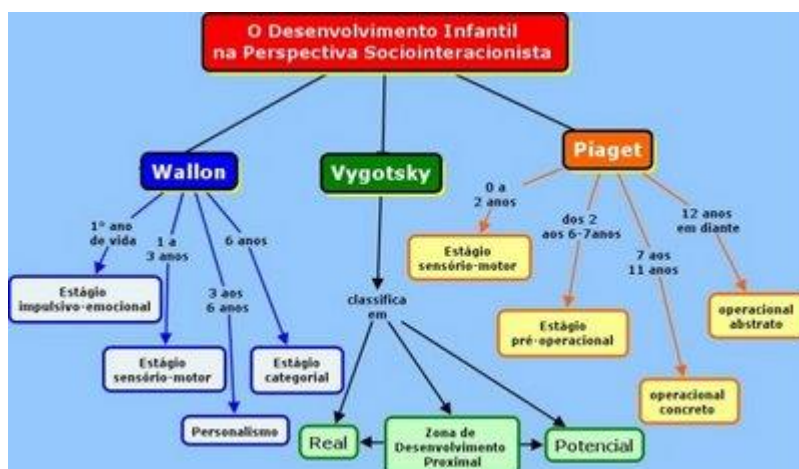 O Desenvolvimento Infantil
na Perspectiva Sociointeracionista
Wallon
Vygotsky
Piaget
1° ano
de vida
1 a
3 anos
3 aos
6 anos
6 anos
Estágio
impulsivo-emocional
Estágio
sensório-motor
Personalismo
Estágio
categorial
classifica
em
Real
Zona de
Desenvolvimento
Proximal
Potencial
0 a
2 anos
dos 2
aos 6-7anos
7 aos
11 anos
12 anos
em diante
Estágio
sensório-motor
Estágio
pré-operacional
operacional
concreto
operacional
abstrato